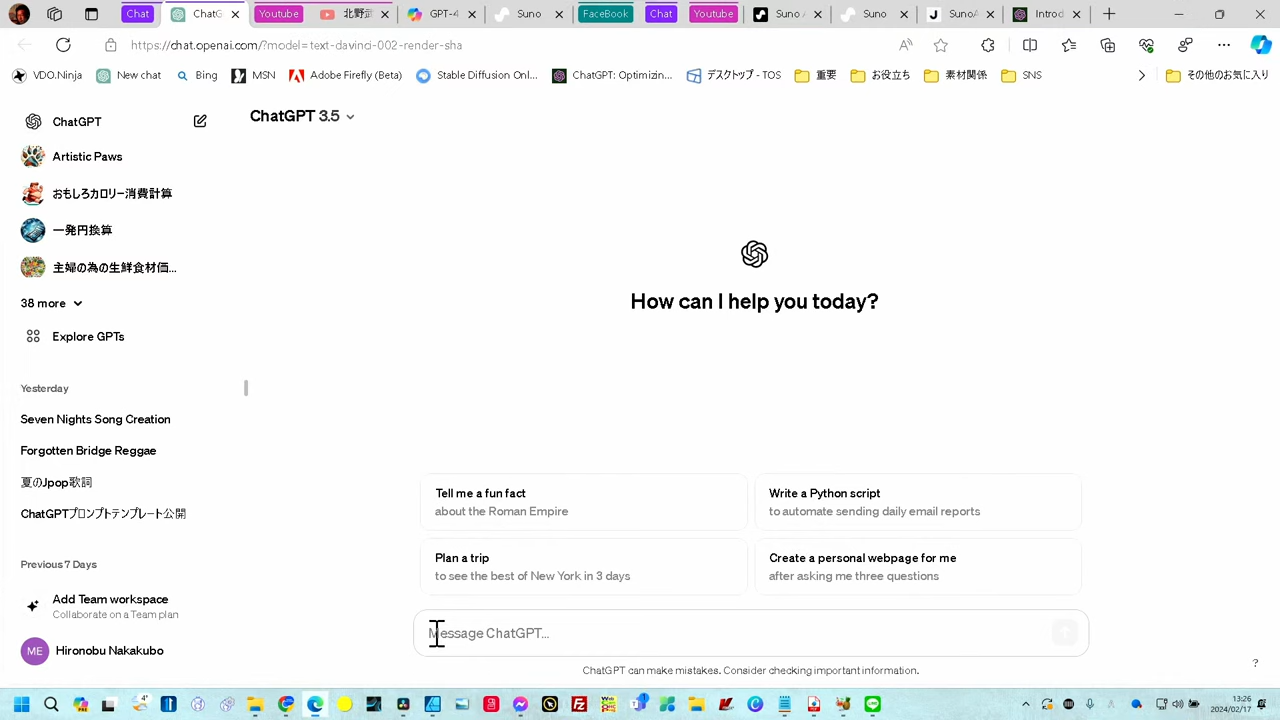 Chat
ChatG
Youtube
北野武
GPT
Suno
FaceBook
Chat
Youtube
Suno
Suno
Suno
https://chat.openai.com/?model=text-davinci-002-render-sha
VDO.Ninja
New chat
Bing
MSN
Adobe Firefly (Beta)
Stable Diffusion Onl...
ChatGPT: Optimizin...
デスクトップ - TOS
重要
お役立ち
素材関係
SNS
その他のお気に入り
ChatGPT
Artistic Paws
おもしろカロリー消費計算
一発円換算
主婦の為の生鮮食材価...
38 more
Explore GPTs
Yesterday
Seven Nights Song Creation
Forgotten Bridge Reggae
夏のJpop歌詞
ChatGPTプロンプトテンプレート公開
Previous 7 Days
Add Team workspace
Collaborate on a Team plan
ME
Hironobu Nakakubo
ChatGPT 3.5
How can I help you today?
Tell me a fun fact
about the Roman Empire
Write a Python script
to automate sending daily email reports
Plan a trip
to see the best of New York in 3 days
Create a personal webpage for me
after asking me three questions
Message ChatGPT...
ChatGPT can make mistakes. Consider checking important information.
?
13:26
2024/02/17